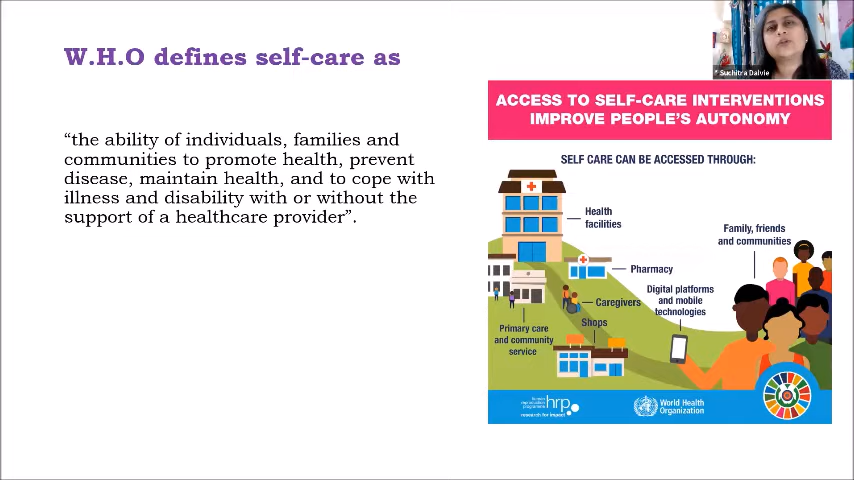 W.H.O defines self-care as
“the ability of individuals, families and
communities to promote health, prevent
disease, maintain health, and to cope with
illness and disability with or without the
support of a healthcare provider”.
* Suchitra Dalvie
ACCESS TO SELF-CARE INTERVENTIONS
IMPROVE PEOPLE'S AUTONOMY
SELF CARE CAN BE ACCESSED THROUGH:
Health
facilities
Family, friends
and communities
Pharmacy
Digital platforms
and mobile
technologies
Caregivers
Shops
Primary care
and community
service
human
reproduction
programme
hrp
research for impact
World Health
Organization